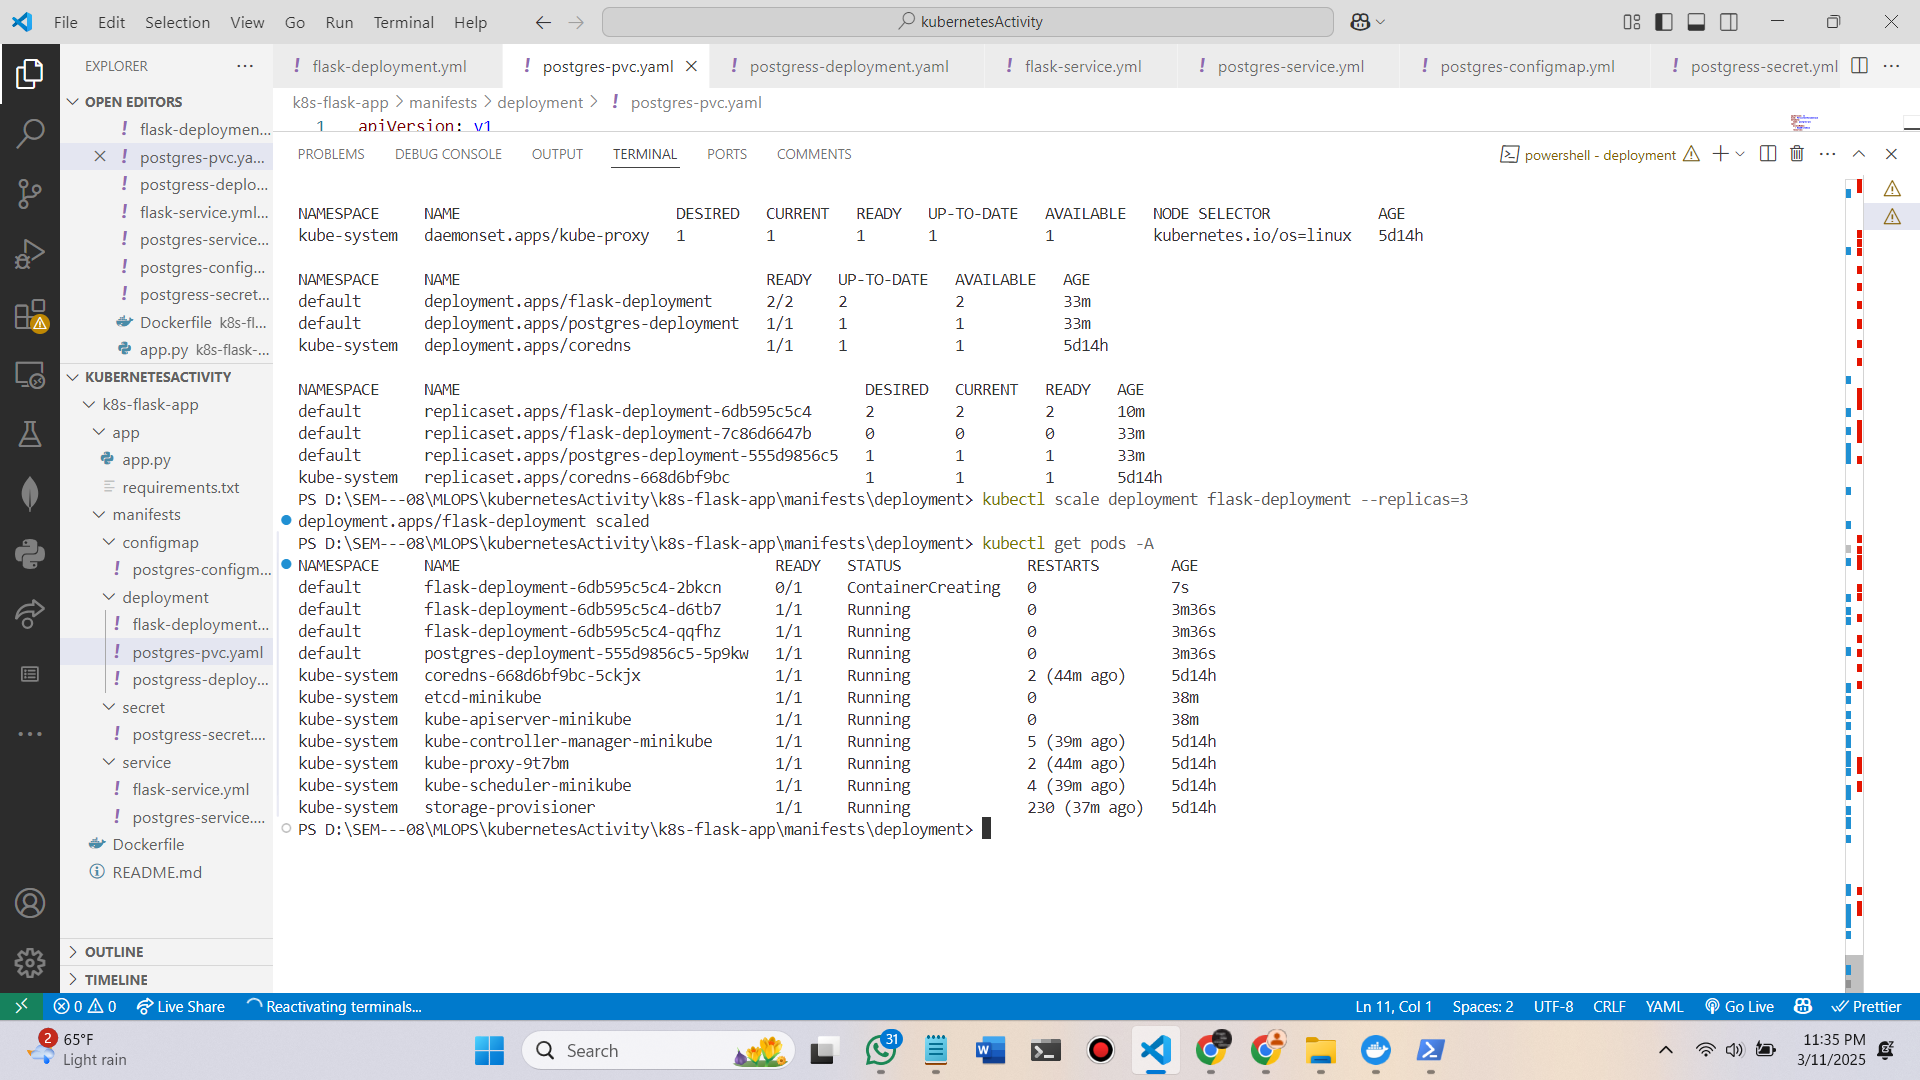 File Edit Selection View Go Run Terminal Help
kubernetesActivity
EXPLORER
flask-deployment.yml
postgres-pvc.yaml
postgress-deployment.yaml
flask-service.yml
postgres-service.yml
postgres-configmap.yml
postgress-secret.yml
OPEN EDITORS
flask-deploymen...
postgres-pvc.ya...
postgress-deplo...
flask-service.yml...
postgres-service...
postgres-config...
postgress-secret...
Dockerfile k8s-fl...
app.py k8s-flask-...
KUBERNETESACTIVITY
k8s-flask-app
app
app.py
requirements.txt
manifests
configmap
postgres-configm...
deployment
flask-deployment...
postgres-pvc.yaml
postgress-deploy...
secret
postgress-secret....
service
flask-service.yml
postgres-service....
Dockerfile
README.md
OUTLINE
TIMELINE
k8s-flask-app > manifests > deployment > ! postgres-pvc.yaml
1 apiVersion: v1
PROBLEMS DEBUG CONSOLE OUTPUT TERMINAL PORTS COMMENTS
powershell - deployment
NAMESPACE NAME DESIRED CURRENT READY UP-TO-DATE AVAILABLE NODE SELECTOR AGE
kube-system daemonset.apps/kube-proxy 1 1 1 1 1 kubernetes.io/os=linux 5d14h
NAMESPACE NAME READY UP-TO-DATE AVAILABLE AGE
default deployment.apps/flask-deployment 2/2 2 2 33m
default deployment.apps/postgres-deployment 1/1 1 1 33m
kube-system deployment.apps/coredns 1/1 1 1 5d14h
NAMESPACE NAME DESIRED CURRENT READY AGE
default replicaset.apps/flask-deployment-6db595c5c4 2 2 2 10m
default replicaset.apps/flask-deployment-7c86d6647b 0 0 0 33m
default replicaset.apps/postgres-deployment-555d9856c5 1 1 1 33m
kube-system replicaset.apps/coredns-668d6bf9bc 1 1 1 5d14h
PS D:\SEM---08\MLOPS\kubernetesActivity\k8s-flask-app\manifests\deployment> kubectl scale deployment flask-deployment --replicas=3
deployment.apps/flask-deployment scaled
PS D:\SEM---08\MLOPS\kubernetesActivity\k8s-flask-app\manifests\deployment> kubectl get pods -A
NAMESPACE NAME READY STATUS RESTARTS AGE
default flask-deployment-6db595c5c4-2bkcn 0/1 ContainerCreating 0 7s
default flask-deployment-6db595c5c4-d6tb7 1/1 Running 0 3m36s
default flask-deployment-6db595c5c4-qqfhz 1/1 Running 0 3m36s
default postgres-deployment-555d9856c5-5p9kw 1/1 Running 0 3m36s
kube-system coredns-668d6bf9bc-5ckjx 1/1 Running 2 (44m ago) 5d14h
kube-system etcd-minikube 1/1 Running 0 38m
kube-system kube-apiserver-minikube 1/1 Running 0 38m
kube-system kube-controller-manager-minikube 1/1 Running 5 (39m ago) 5d14h
kube-system kube-proxy-9t7bm 1/1 Running 2 (44m ago) 5d14h
kube-system kube-scheduler-minikube 1/1 Running 4 (39m ago) 5d14h
kube-system storage-provisioner 1/1 Running 230 (37m ago) 5d14h
PS D:\SEM---08\MLOPS\kubernetesActivity\k8s-flask-app\manifests\deployment>
0 0 Live Share Reactivating terminals... Ln 11, Col 1 Spaces: 2 UTF-8 CRLF YAML Go Live Prettier
2 65°F
Light rain
Search
31
11:35 PM
3/11/2025